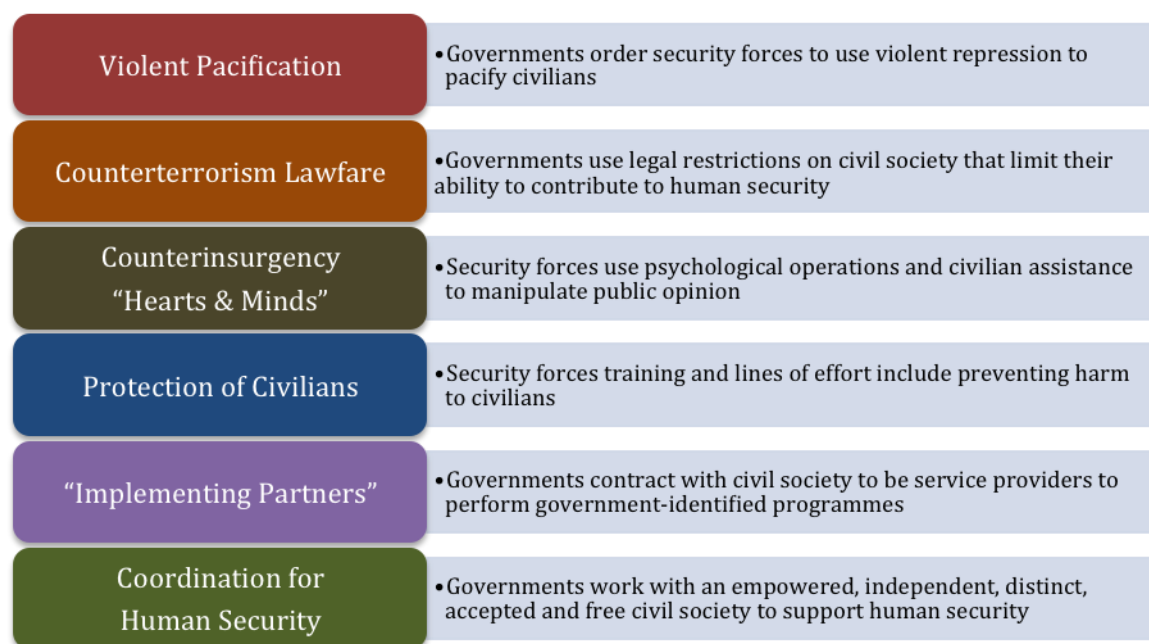 Violent Pacification
•Governments order security forces to use violent repression to
pacify civilians
Counterterrorism Lawfare
•Governments use legal restrictions on civil society that limit their
ability to contribute to human security
Counterinsurgency
“Hearts & Minds”
•Security forces use psychological operations and civilian assistance
to manipulate public opinion
Protection of Civilians
•Security forces training and lines of effort include preventing harm
to civilians
“Implementing Partners”
•Governments contract with civil society to be service providers to
perform government-identified programmes
Coordination for
Human Security
•Governments work with an empowered, independent, distinct,
accepted and free civil society to support human security